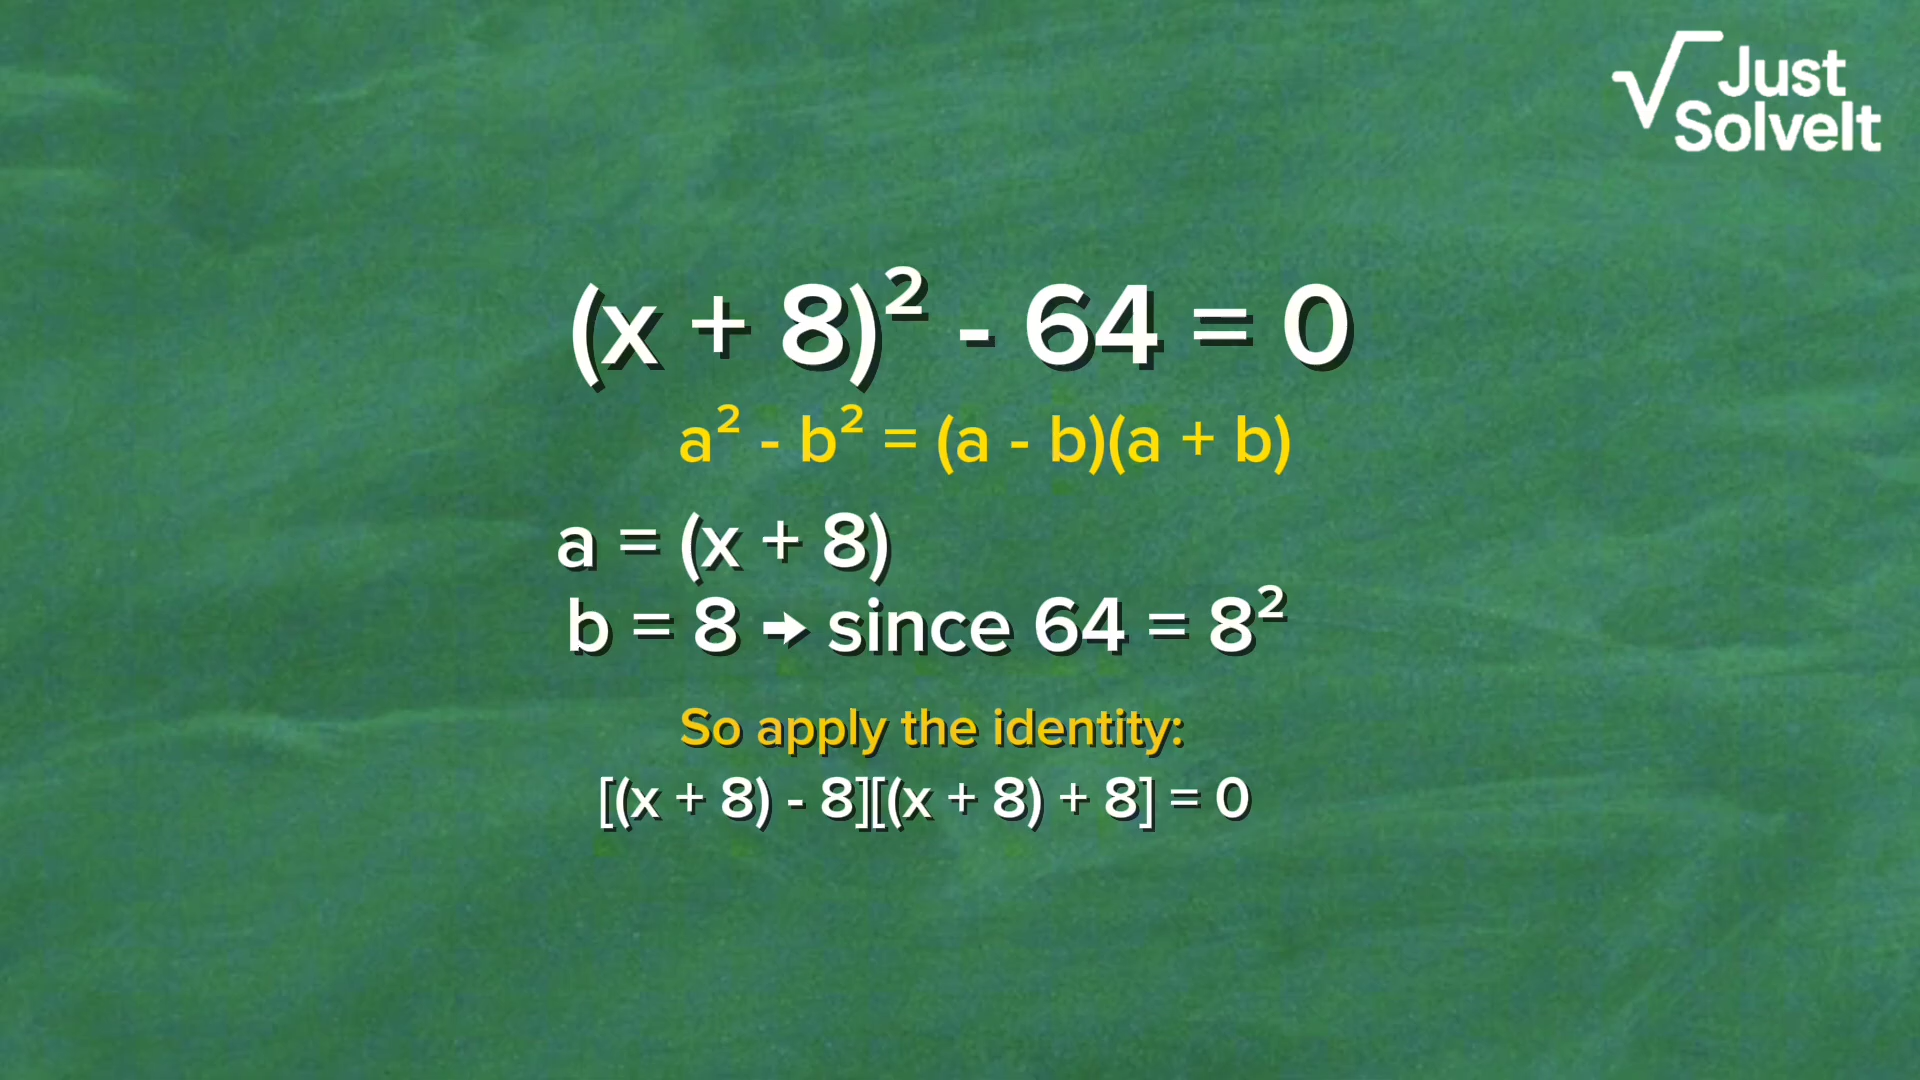 √Just
SolveIt
(x + 8)² - 64 = 0
a² - b² = (a - b)(a + b)
a = (x + 8)
b = 8 → since 64 = 8²
So apply the identity:
[(x + 8) - 8][(x + 8) + 8] = 0